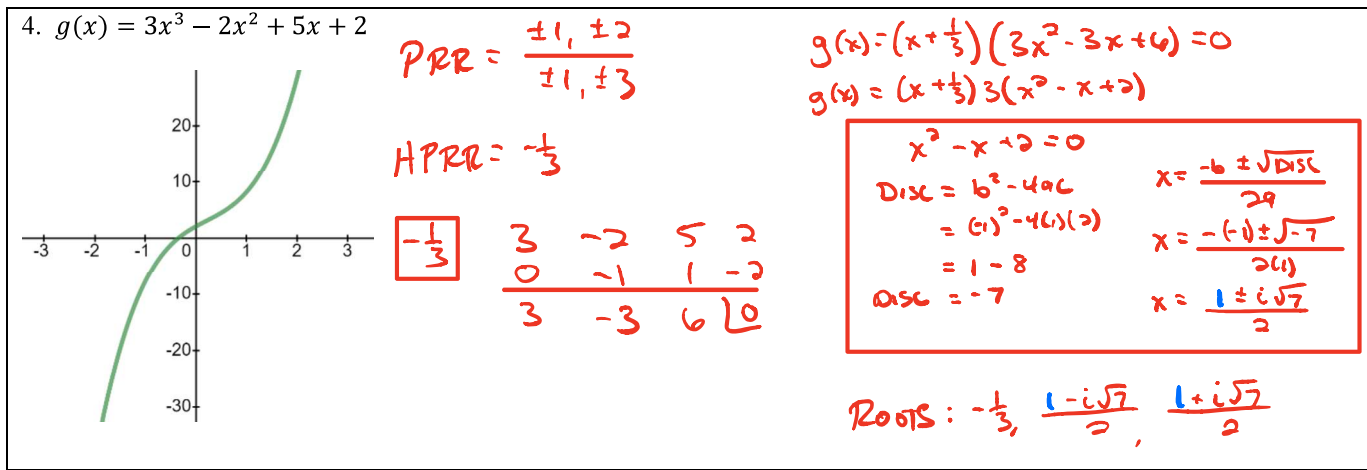 4. g(x) = 3x³ − 2x² + 5x + 2
20
10
-3 -2 -1 0 1 2 3
-10
-20
-30
PRR = ±1, ±2
±1, ±3
HPRR = -1/3
-1/3 3 -2 5 2
0 -1 1 -2
3 -3 6 0
g(x) = (x + 1/3)(3x² - 3x + 6) = 0
g(x) = (x + 1/3) 3(x² - x + 2)
x² - x + 2 = 0
DISC = b² - 4ac
= (-1)² - 4(1)(2)
= 1 - 8
DISC = -7
x = (-b ± √DISC)/2a
x = (-(-1) ± √-7)/2(1)
x = (1 ± i√7)/2
ROOTS : -1/3, (1 - i√7)/2, (1 + i√7)/2